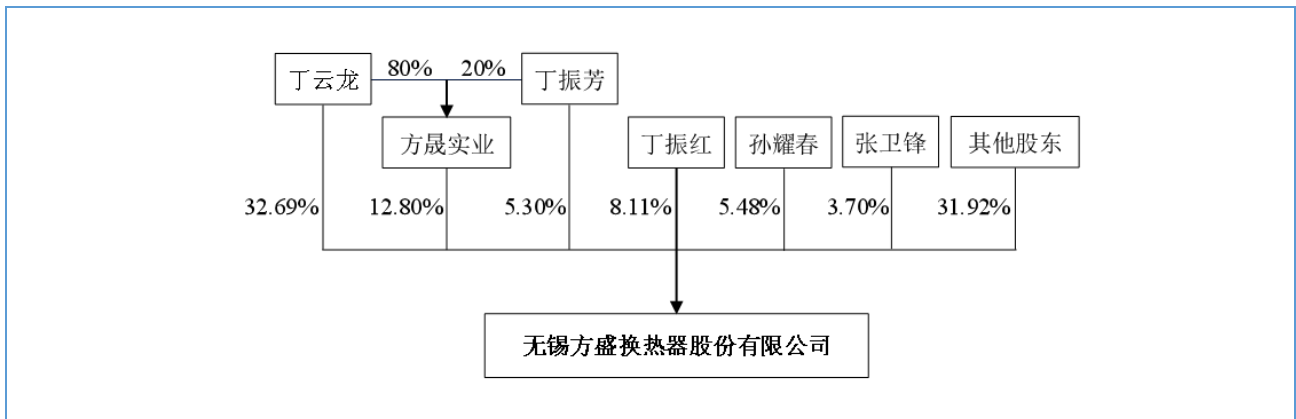 丁云龙 80% 20% 丁振芳
方晟实业 丁振红 孙耀春 张卫锋 其他股东
32.69% 12.80% 5.30% 8.11% 5.48% 3.70% 31.92%
无锡方盛换热器股份有限公司